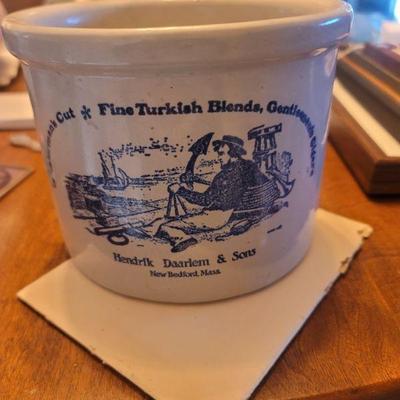 Cut * Fine Turkish Blends, Gentlemen's
Hendrik Daarlem & Sons
New Bedford, Mass.